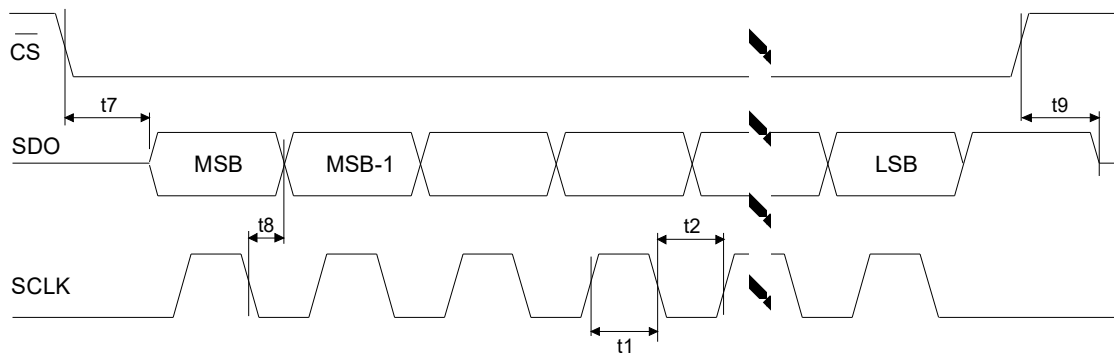 CS
t7
t9
SDO
MSB
MSB-1
LSB
t8
t2
SCLK
t1